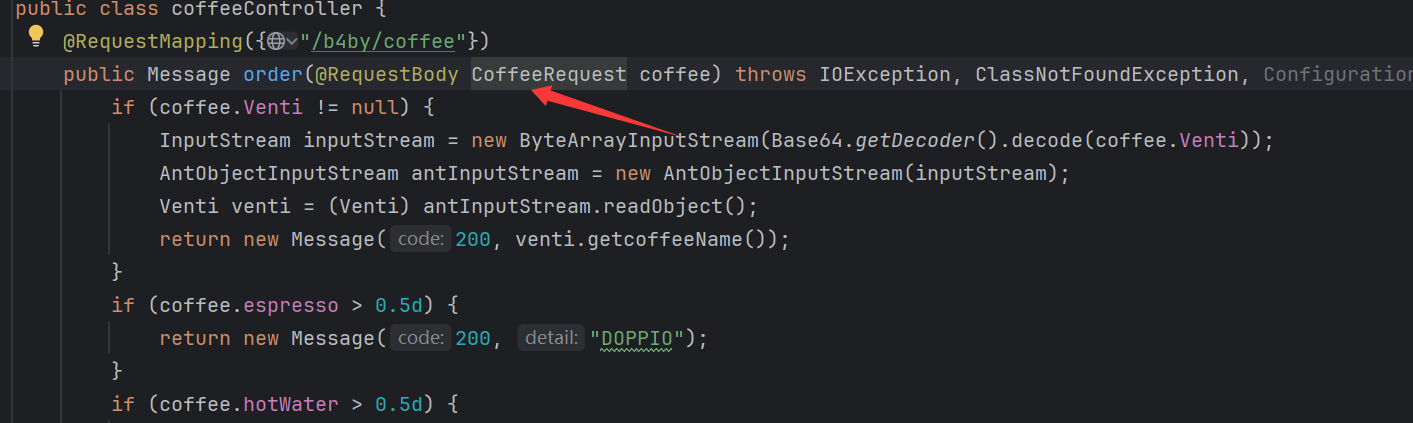 public class coffeeController {
@RequestMapping({"/b4by/coffee"})
public Message order(@RequestBody CoffeeRequest coffee) throws IOException, ClassNotFoundException, Configuration
if (coffee.Venti != null) {
InputStream inputStream = new ByteArrayInputStream(Base64.getDecoder().decode(coffee.Venti));
AntObjectInputStream antInputStream = new AntObjectInputStream(inputStream);
Venti venti = (Venti) antInputStream.readObject();
return new Message( code: 200, venti.getcoffeeName());
}
if (coffee.espresso > 0.5d) {
return new Message( code: 200, detail: "DOPPIO");
}
if (coffee.hotWater > 0.5d) {